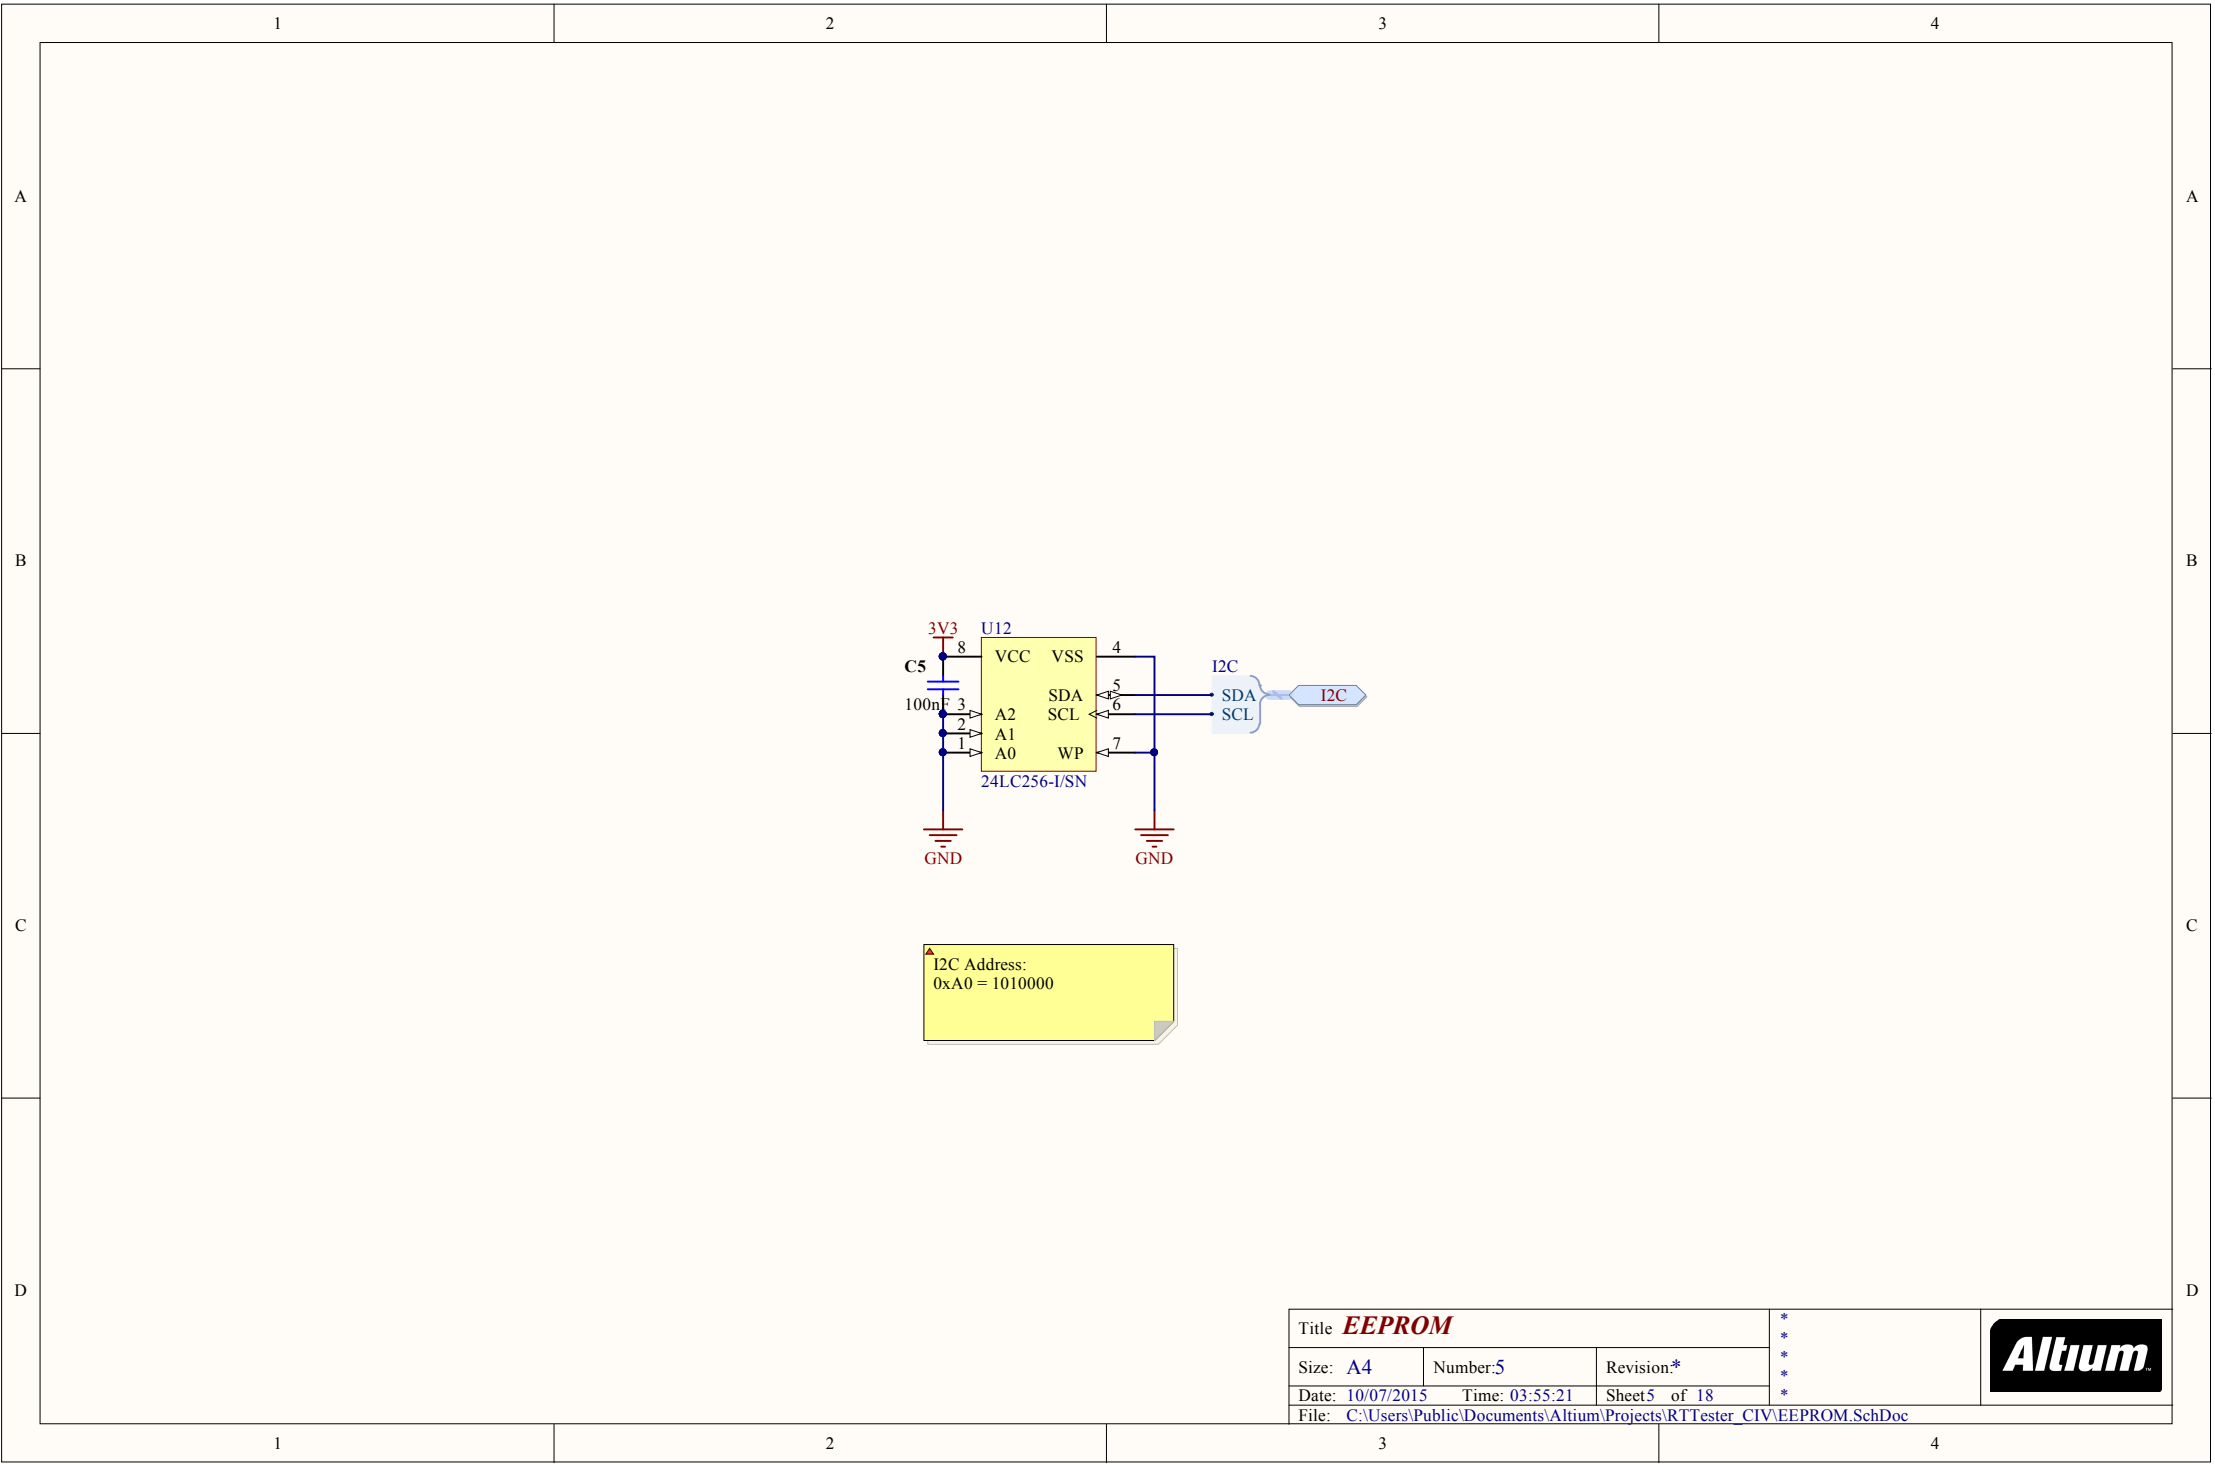 1 2 3 4
A A
B B
3V3 U12
8 VCC VSS 4
C5
I2C
SDA 5 SDA I2C
100nF 3 A2 SCL 6 SCL
2 A1
1 A0 WP 7
24LC256-I/SN
GND GND
C C
I2C Address:
0xA0 = 1010000
D D
Title EEPROM
*
*
*
*
*
Altium™
Size: A4 Number:5 Revision:*
Date: 10/07/2015 Time: 03:55:21 Sheet5 of 18
File: C:\Users\Public\Documents\Altium\Projects\RTTester_CIV\EEPROM.SchDoc
1 2 3 4